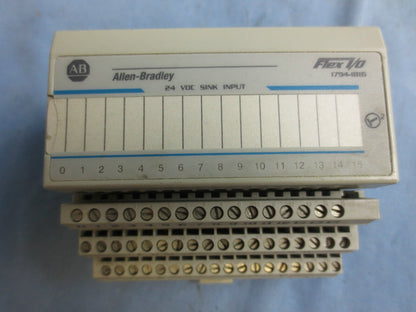 AB
Allen-Bradley
Flex I/O
1794-IB16
24 VDC SINK INPUT
2
0 1 2 3 4 5 6 7 8 9 10 11 12 13 14 15